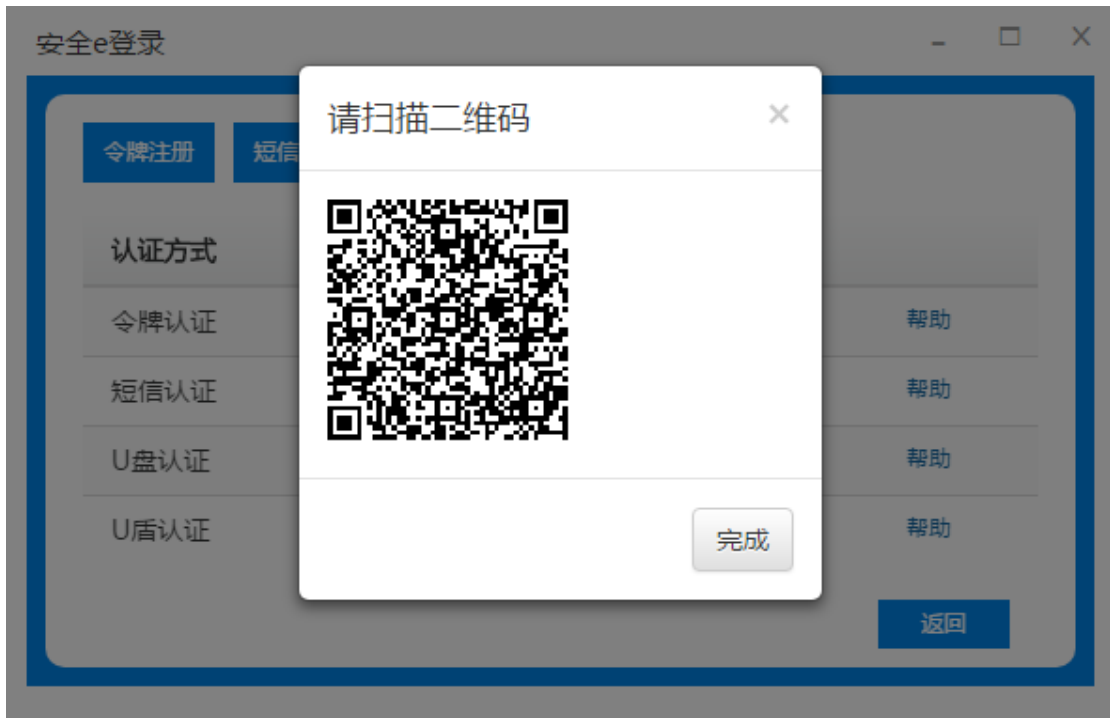 安全e登录
请扫描二维码
令牌注册 短信
认证方式
令牌认证 帮助
短信认证 帮助
U盘认证 帮助
U盾认证 帮助
完成
返回